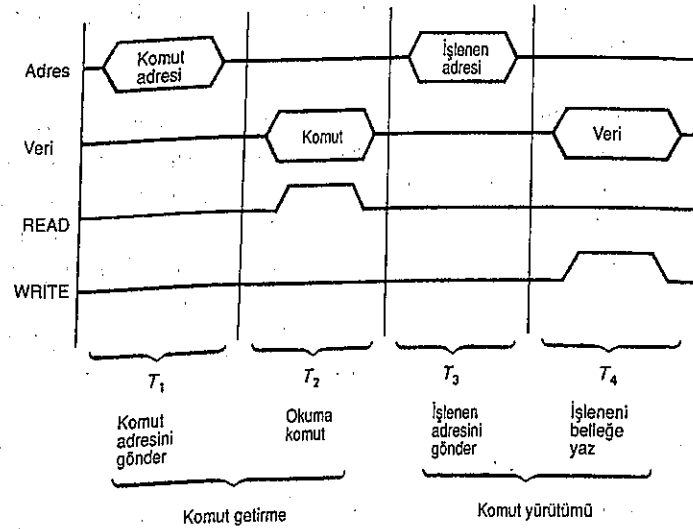 Adres
Komut
adresi
İşlenen
adresi
Veri
Komut
Veri
READ
WRITE
T1
T2
T3
T4
Komut
adresini
gönder
Okuma
komut
İşlenen
adresini
gönder
İşleneni
belleğe
yaz
Komut getirme
Komut yürütümü